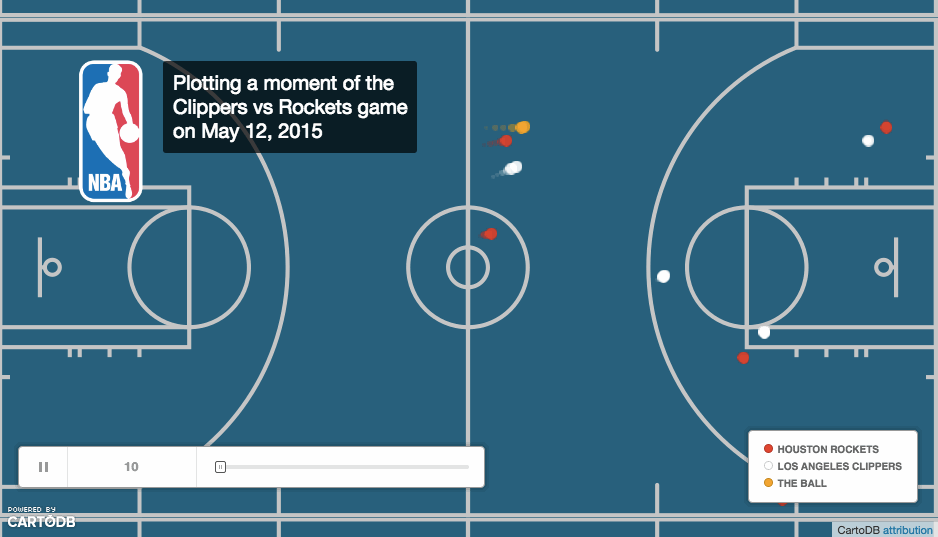 Plotting a moment of the
Clippers vs Rockets game
on May 12, 2015
NBA
10
HOUSTON ROCKETS
LOS ANGELES CLIPPERS
THE BALL
POWERED BY
CARTODB
CartoDB attribution